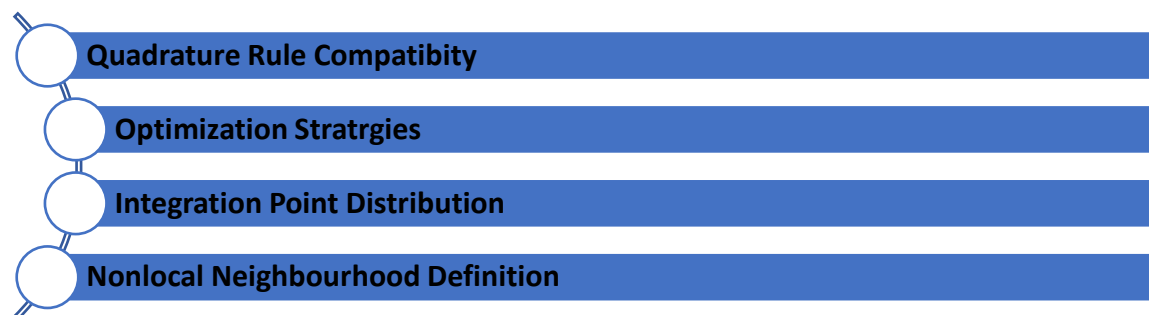 Quadrature Rule Compatibity
Optimization Stratrgies
Integration Point Distribution
Nonlocal Neighbourhood Definition